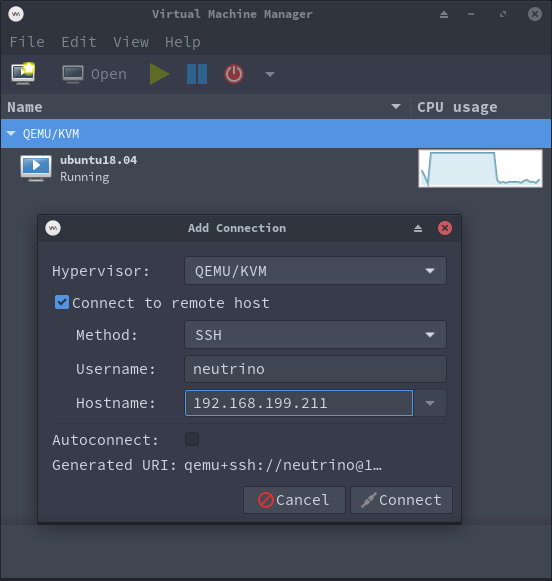 Virtual Machine Manager
File Edit View Help
Open
Name CPU usage
QEMU/KVM
ubuntu18.04
Running
Add Connection
Hypervisor: QEMU/KVM
Connect to remote host
Method: SSH
Username: neutrino
Hostname: 192.168.199.211
Autoconnect:
Generated URI: qemu+ssh://neutrino@1…
Cancel Connect